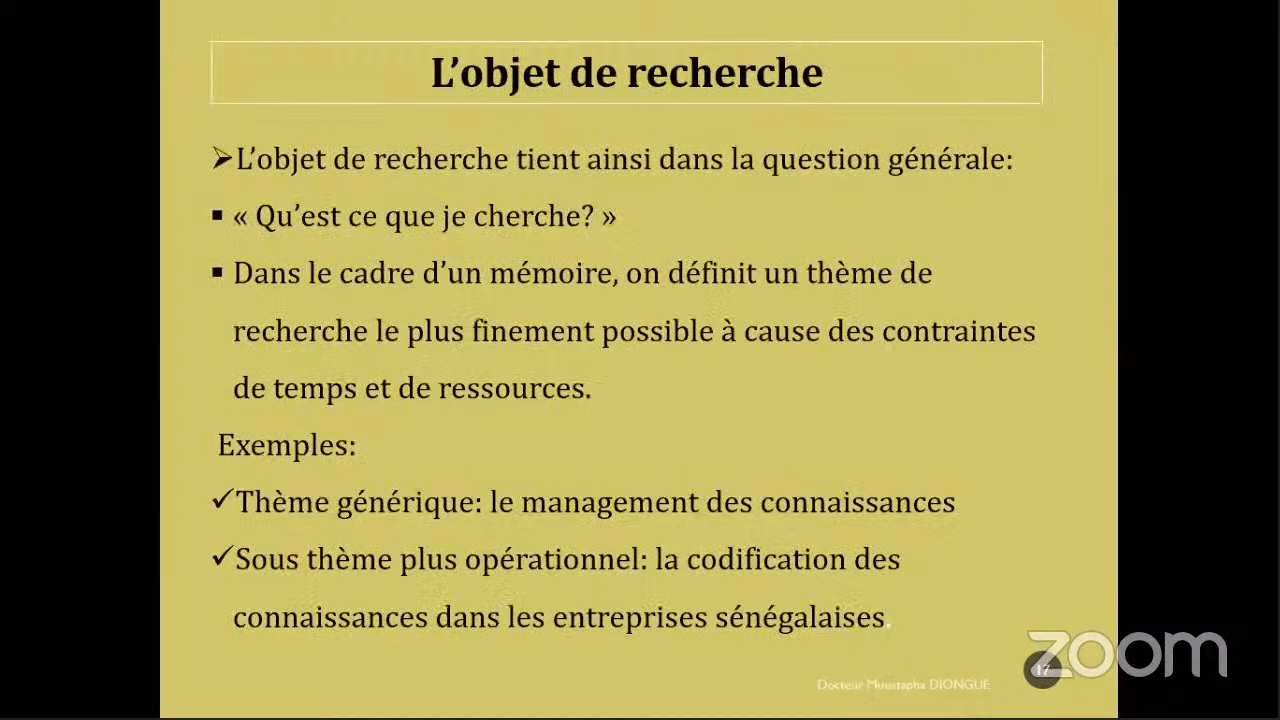 L’objet de recherche
➢L’objet de recherche tient ainsi dans la question générale:
▪ « Qu’est ce que je cherche? »
▪ Dans le cadre d’un mémoire, on définit un thème de
recherche le plus finement possible à cause des contraintes
de temps et de ressources.
Exemples:
✓Thème générique: le management des connaissances
✓Sous thème plus opérationnel: la codification des
connaissances dans les entreprises sénégalaises.
Docteur Moustapha DIONGUE
17
zoom